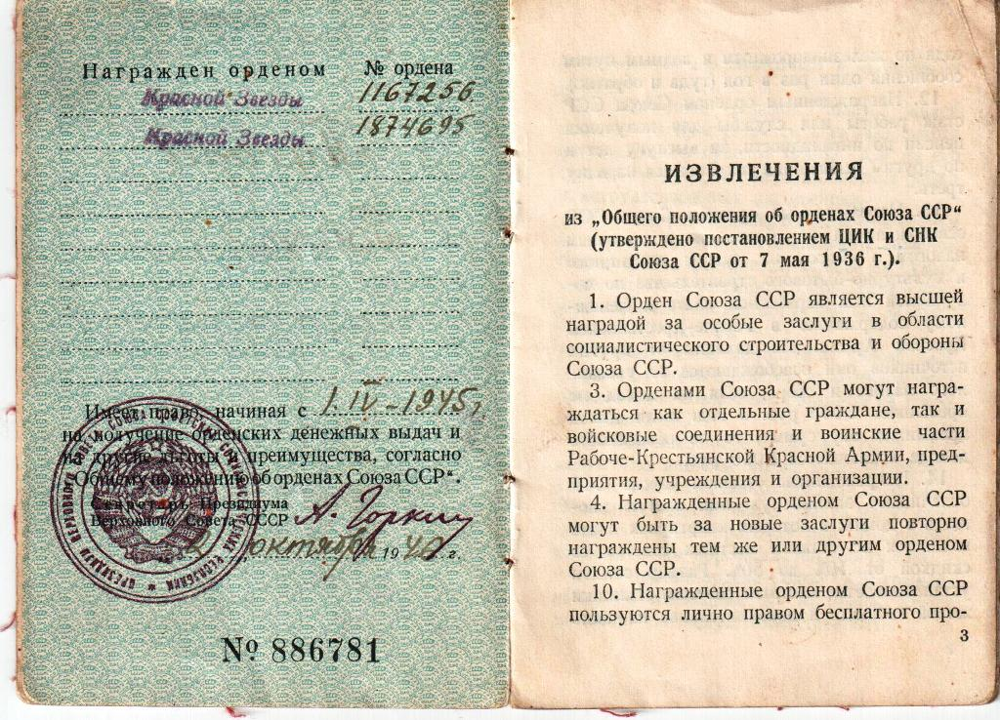 Награжден орденом № ордена
Красной Звезды 1167256
Красной Звезды 1874695
Имеет право, начиная с 1.IV-1945 г.
на получение орденских денежных выдач и
на другие льготы и преимущества, согласно
„Общему положению об орденах Союза ССР“.
Секретарь Президиума
Верховного Совета СССР А. Горкин
октября 194 г.
№ 886781
ИЗВЛЕЧЕНИЯ
из „Общего положения об орденах Союза ССР“
(утверждено постановлением ЦИК и СНК
Союза ССР от 7 мая 1936 г.).
1. Орден Союза ССР является высшей
наградой за особые заслуги в области
социалистического строительства и обороны
Союза ССР.
3. Орденами Союза ССР могут награ-
ждаться как отдельные граждане, так и
войсковые соединения и воинские части
Рабоче-Крестьянской Красной Армии, пред-
приятия, учреждения и организации.
4. Награжденные орденом Союза ССР
могут быть за новые заслуги повторно
награждены тем же или другим орденом
Союза ССР.
10. Награжденные орденом Союза ССР
пользуются лично правом бесплатного про-
3